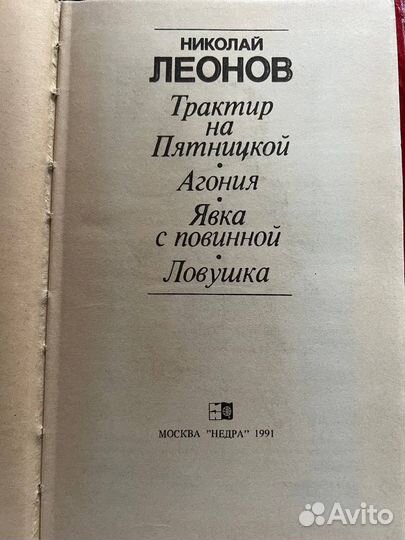 НИКОЛАЙ
ЛЕОНОВ
Трактир
на
Пятницкой
•
Агония
•
Явка
с повинной
•
Ловушка
МОСКВА "НЕДРА" 1991
Avito